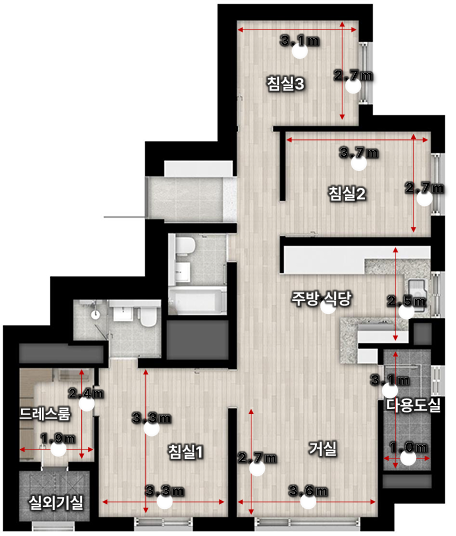 3.1m
2.7m
침실3
3.7m
2.7m
침실2
주방 식당
2.5m
3.1m
2.4m
다용도실
드레스룸
3.3m
1.9m
침실1
거실
1.0m
2.7m
3.3m
3.6m
실외기실